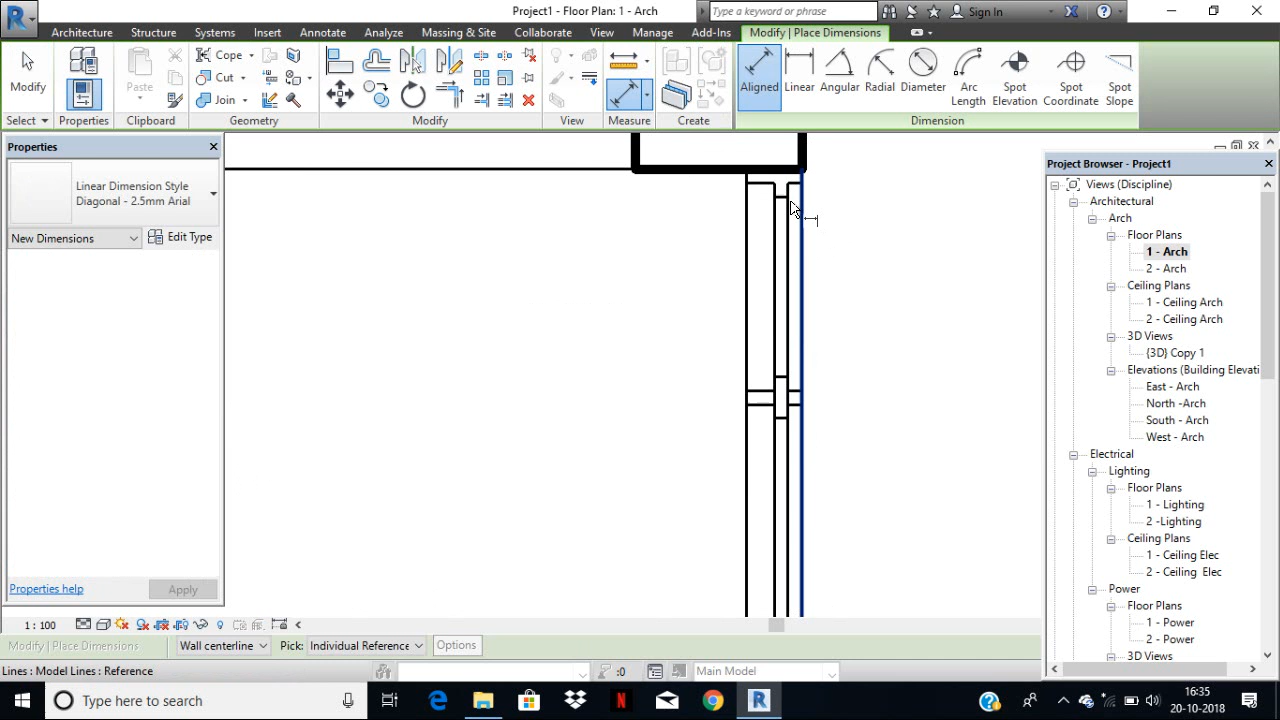 Project1 - Floor Plan: 1 - Arch
Type a keyword or phrase
Sign In
Architecture
Structure
Systems
Insert
Annotate
Analyze
Massing & Site
Collaborate
View
Manage
Add-Ins
Modify | Place Dimensions
Modify
Paste
Cope
Cut
Join
Aligned
Linear
Angular
Radial
Diameter
Arc
Length
Spot
Elevation
Spot
Coordinate
Spot
Slope
Select
Properties
Clipboard
Geometry
Modify
View
Measure
Create
Dimension
Properties
Linear Dimension Style
Diagonal - 2.5mm Arial
New Dimensions
Edit Type
Properties help
Apply
Project Browser - Project1
Views (Discipline)
Architectural
Arch
Floor Plans
1 - Arch
2 - Arch
Ceiling Plans
1 - Ceiling Arch
2 - Ceiling Arch
3D Views
{3D} Copy 1
Elevations (Building Elevati
East - Arch
North -Arch
South - Arch
West - Arch
Electrical
Lighting
Floor Plans
1 - Lighting
2 -Lighting
Ceiling Plans
1 - Ceiling Elec
2 - Ceiling Elec
Power
Floor Plans
1 - Power
2 - Power
3D Views
1 : 100
Modify | Place Dimensions
Wall centerline
Pick:
Individual Reference
Options
Lines : Model Lines : Reference
:0
Main Model
Type here to search
16:35
20-10-2018